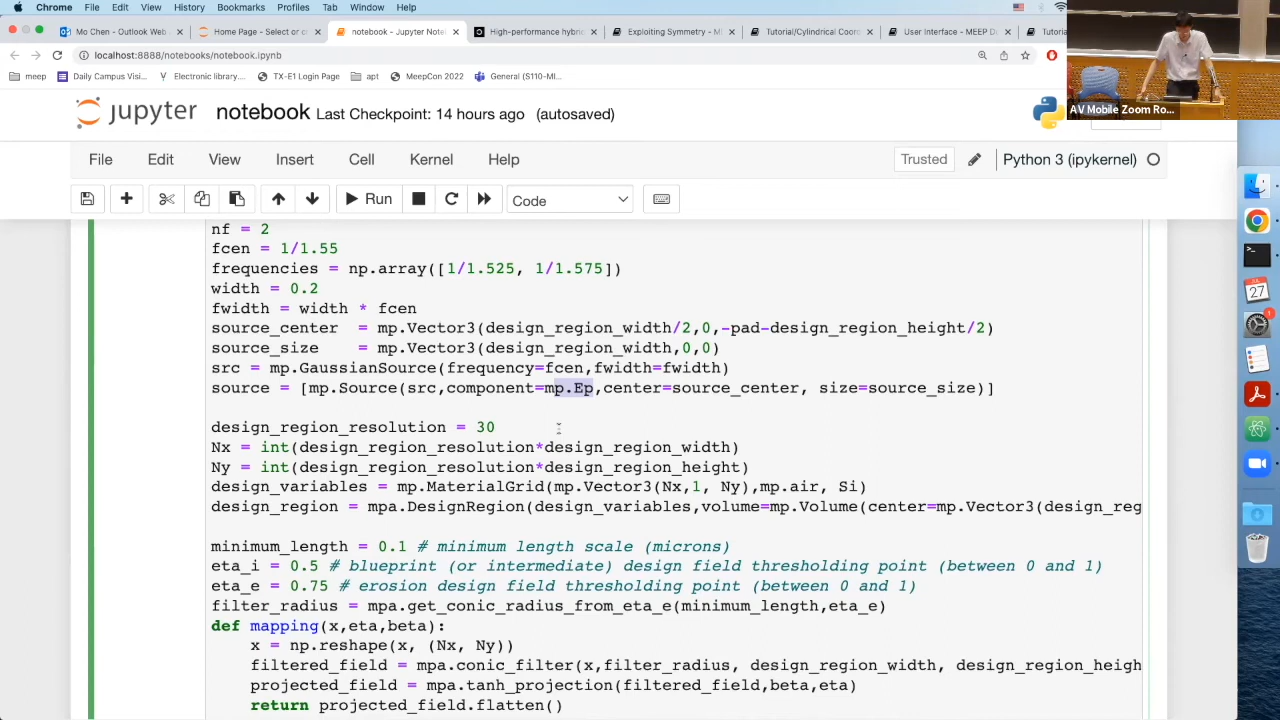 Chrome File Edit View History Bookmarks Profiles Tab Window Help
Mo Chen - Outlook Web Home Page - Select or c notebook - Jupyter Note High-performance hybrid Exploiting Symmetry - M Tutorial/Cylindrical Coor User Interface - MEEP Do Tutoria
localhost:8888/notebooks/notebook.ipynb
meep Daily Campus Visi... Electronic library... TX-E1 Login Page list MeepCon 2022 General (STC-MI...
AV Mobile Zoom Ro...
jupyter notebook Last Checkpoint: hours ago (autosaved)
File Edit View Insert Cell Kernel Help
Trusted Python 3 (ipykernel)
Run Code
27
nf = 2
fcen = 1/1.55
frequencies = np.array([1/1.525, 1/1.575])
width = 0.2
fwidth = width * fcen
source_center = mp.Vector3(design_region_width/2,0,-pad-design_region_height/2)
source_size = mp.Vector3(design_region_width,0,0)
src = mp.GaussianSource(frequency=fcen,fwidth=fwidth)
source = [mp.Source(src,component=mp.Ep,center=source_center, size=source_size)]
design_region_resolution = 30
Nx = int(design_region_resolution*design_region_width)
Ny = int(design_region_resolution*design_region_height)
design_variables = mp.MaterialGrid(mp.Vector3(Nx,1, Ny),mp.air, Si)
design_region = mpa.DesignRegion(design_variables,volume=mp.Volume(center=mp.Vector3(design_reg
minimum_length = 0.1 # minimum length scale (microns)
eta_i = 0.5 # blueprint (or intermediate) design field thresholding point (between 0 and 1)
eta_e = 0.75 # erosion design field thresholding point (between 0 and 1)
filter_radius = mpa.get_conic_radius_from_eta_e(minimum_length,eta_e)
def mapping(x,eta,beta):
x = np.reshape(x, (Nx, Ny))
filtered_field = mpa.conic_filter(x,filter_radius, design_region_width, design_region_heigh
projected_field = mpa.tanh_projection(filtered_field,beta,eta)
return projected_field.flatten()